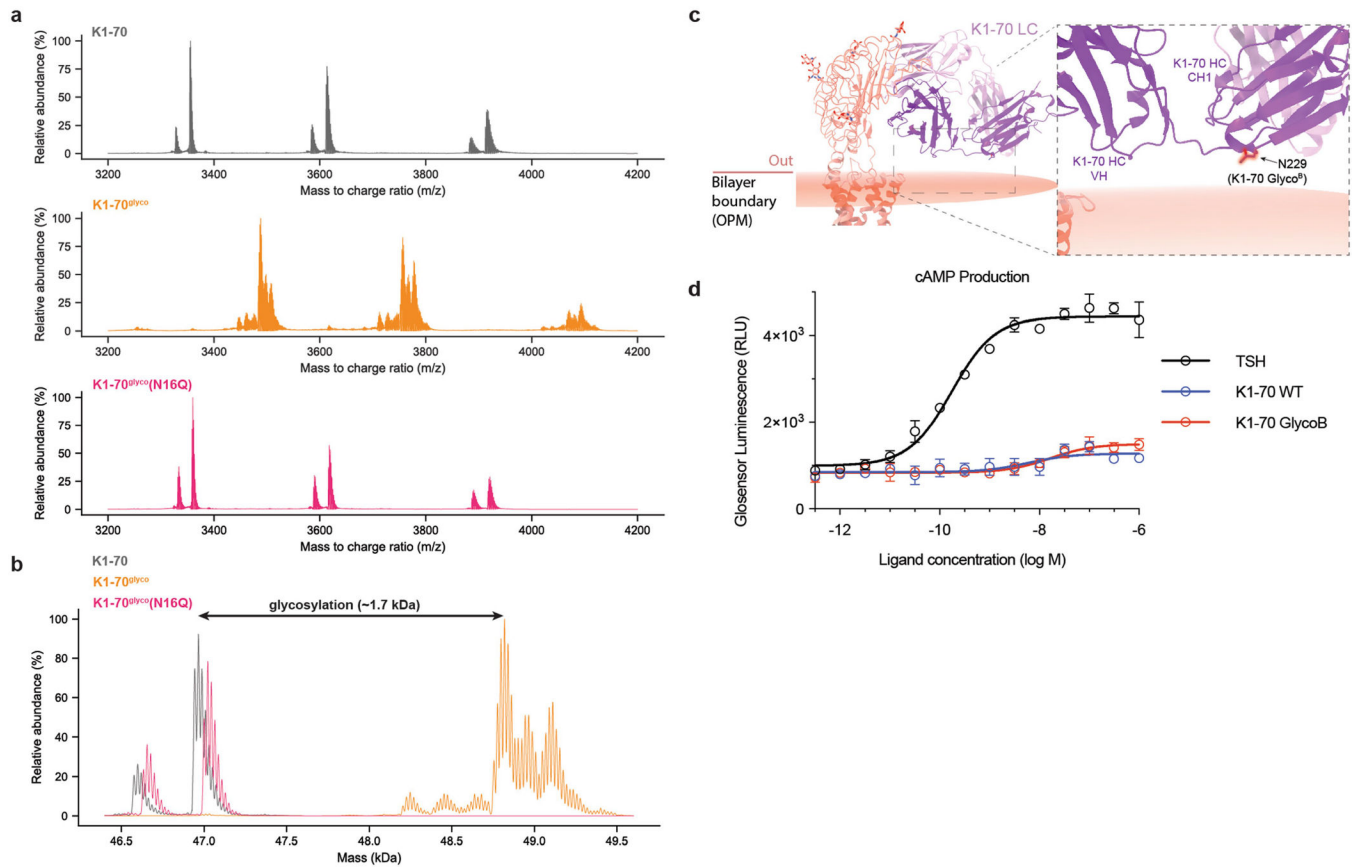 a
K1-70
Relative abundance (%)
100
75
50
25
0
3200 3400 3600 3800 4000 4200
Mass to charge ratio (m/z)
K1-70glyco
Relative abundance (%)
100
75
50
25
0
3200 3400 3600 3800 4000 4200
Mass to charge ratio (m/z)
K1-70glyco(N16Q)
Relative abundance (%)
100
75
50
25
0
3200 3400 3600 3800 4000 4200
Mass to charge ratio (m/z)
b
K1-70
K1-70glyco
K1-70glyco(N16Q)
glycosylation (~1.7 kDa)
Relative abundance (%)
100
80
60
40
20
0
46.5 47.0 47.5 48.0 48.5 49.0 49.5
Mass (kDa)
c
K1-70 LC
Out
Bilayer
boundary
(OPM)
K1-70 HC
CH1
K1-70 HC
VH
N229
(K1-70 GlycoB)
d
cAMP Production
Glosensor Luminescence (RLU)
4×10³
2×10³
0
-12 -10 -8 -6
Ligand concentration (log M)
TSH
K1-70 WT
K1-70 GlycoB